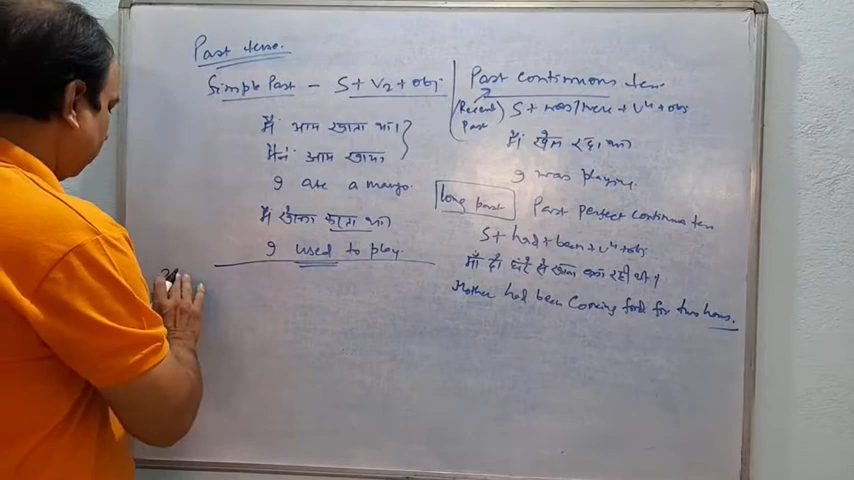 Past tense.
Simple Past - S + V2 + obj.
मैं आम खाता था।
मैंने आम खाया
I ate a mango.
मैं खेला करता था
I used to play.
Past continuous ten
(Recent Past) S + was/were + V4 + obj
मैं खेल रहा था
I was playing.
long past Past perfect continuous ten
S + had + been + V4 + obj
माँ दो घंटे से खाना बना रही थी।
Mother had been Cooking food for two hours.